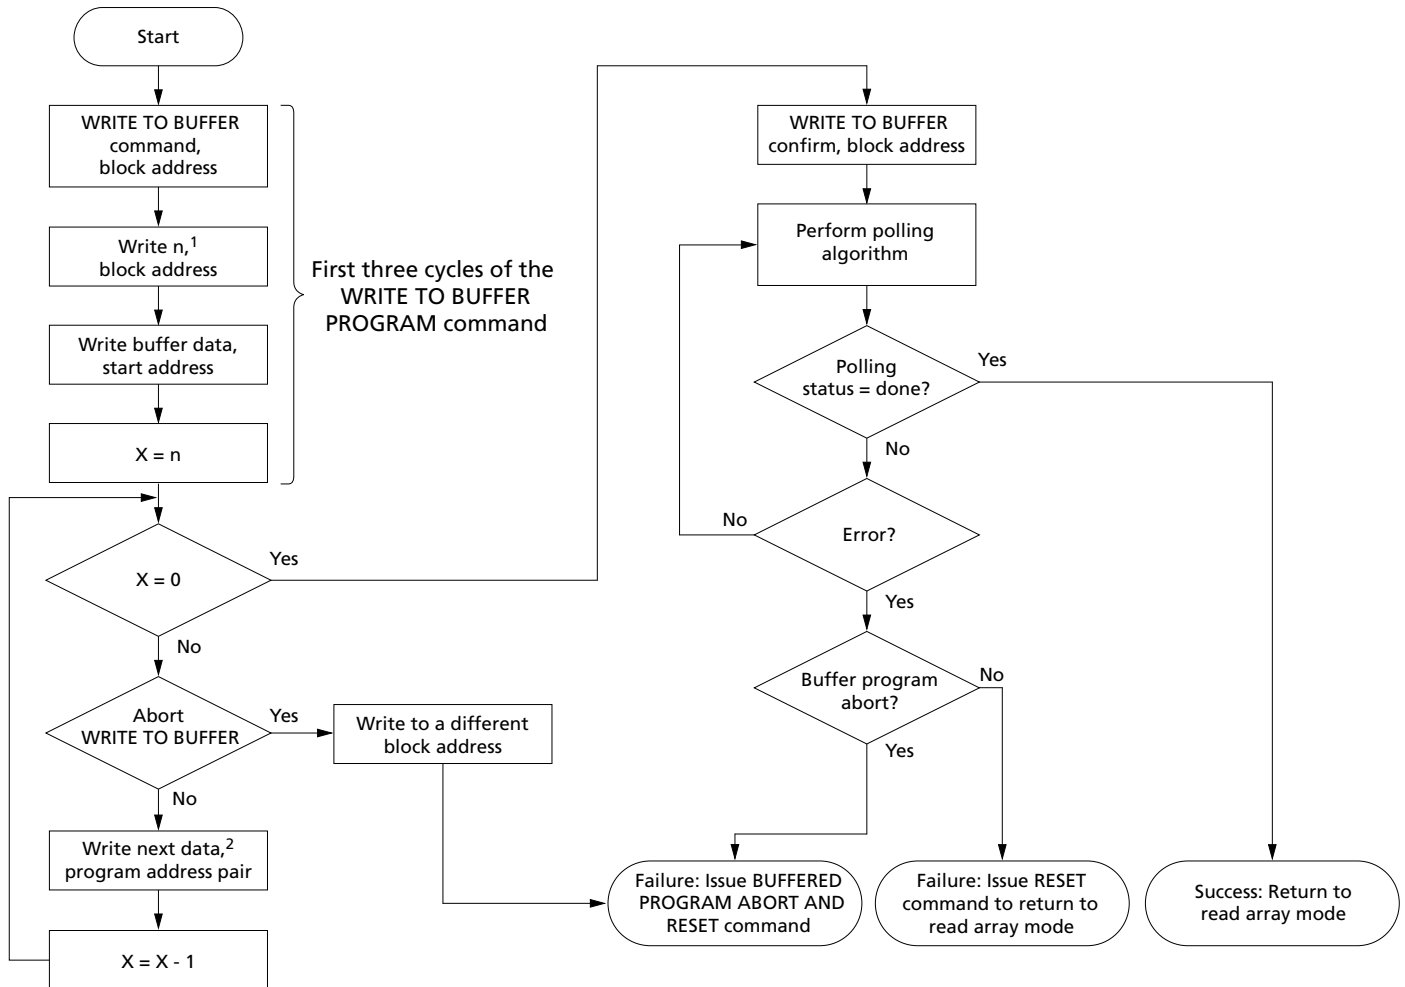 Start
WRITE TO BUFFER
command,
block address
Write n,1
block address
Write buffer data,
start address
X = n
First three cycles of the
WRITE TO BUFFER
PROGRAM command
X = 0
Yes
No
Abort
WRITE TO BUFFER
Yes
No
Write to a different
block address
Write next data,2
program address pair
X = X - 1
WRITE TO BUFFER
confirm, block address
Perform polling
algorithm
Polling
status = done?
Yes
No
Error?
No
Yes
Buffer program
abort?
No
Yes
Failure: Issue BUFFERED
PROGRAM ABORT AND
RESET command
Failure: Issue RESET
command to return to
read array mode
Success: Return to
read array mode